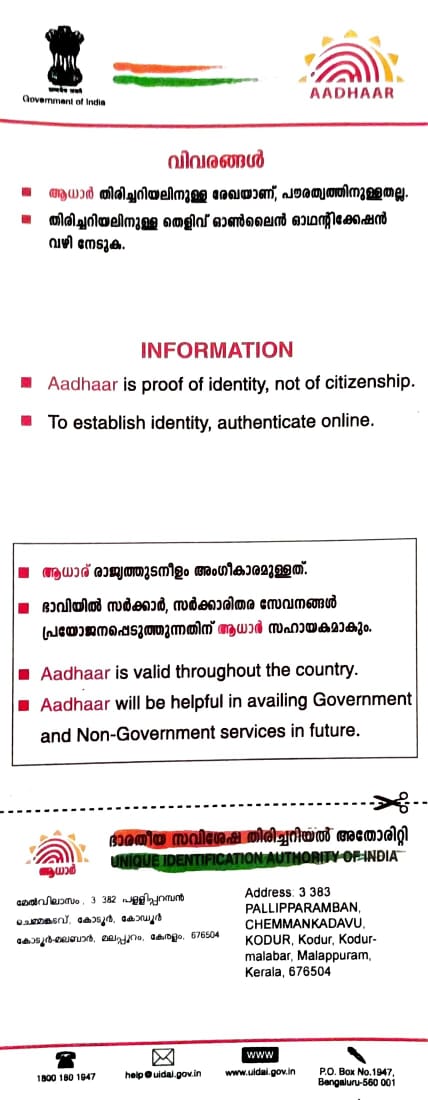 सत्यमेव जयते
Government of India
AADHAAR
വിവരങ്ങൾ
ആധാർ തിരിച്ചറിയലിനുള്ള രേഖയാണ്, പൗരത്വത്തിനുള്ളതല്ല.
തിരിച്ചറിയലിനുള്ള തെളിവ് ഓൺലൈൻ ഓഥന്റിക്കേഷൻ
വഴി നേടുക.
INFORMATION
Aadhaar is proof of identity, not of citizenship.
To establish identity, authenticate online.
ആധാര് രാജ്യത്തുടനീളം അംഗീകാരമുള്ളത്.
ഭാവിയിൽ സർക്കാർ, സർക്കാരിതര സേവനങ്ങൾ
പ്രയോജനപ്പെടുത്തുന്നതിന് ആധാർ സഹായകമാകും.
Aadhaar is valid throughout the country.
Aadhaar will be helpful in availing Government
and Non-Government services in future.
ഭാരതീയ സവിശേഷ തിരിച്ചറിയൽ അതോരിറ്റി
UNIQUE IDENTIFICATION AUTHORITY OF INDIA
ആധാർ
മേൽവിലാസം, 3 382 പള്ളിപ്പറമ്പൻ
ചെമ്മങ്കടവ്, കോടൂർ, കോഡൂർ
കോടൂർ-മലബാർ, മലപ്പുറം, കേരളം, 676504
Address: 3 383
PALLIPPARAMBAN,
CHEMMANKADAVU,
KODUR, Kodur, Kodur-
malabar, Malappuram,
Kerala, 676504
1800 180 1947
help@uidai.gov.in
www
www.uidai.gov.in
P.O. Box No.1947,
Bengaluru-560 001